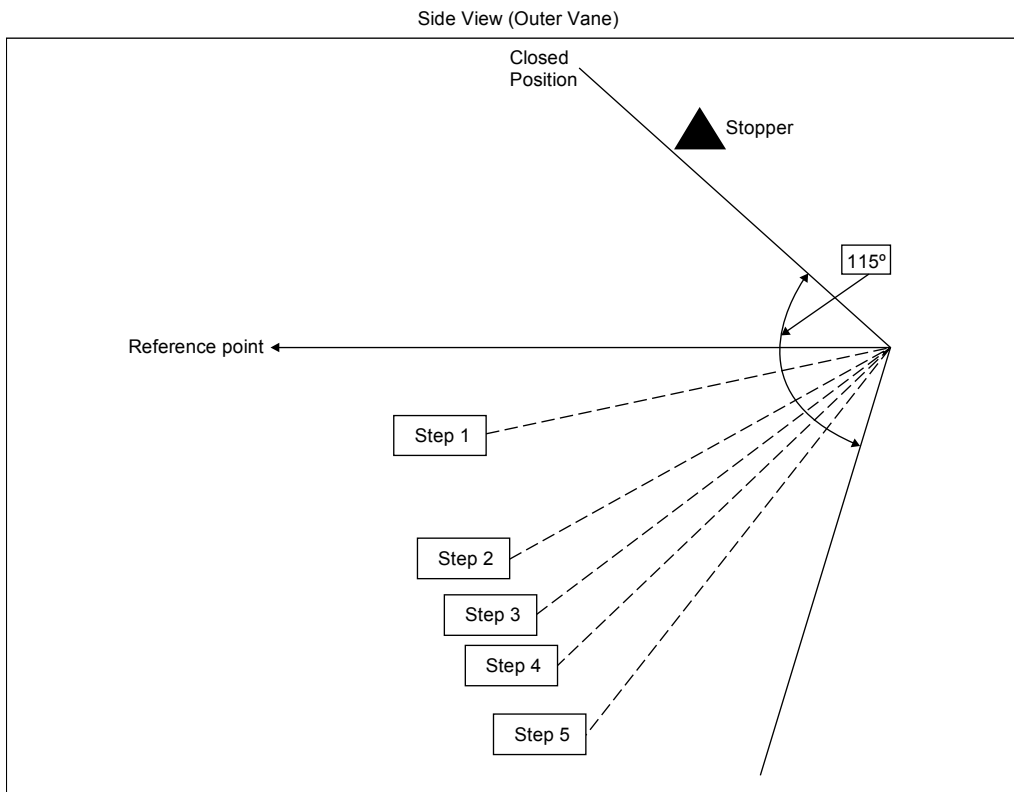 Side View (Outer Vane)
Closed
Position
Stopper
115º
Reference point
Step 1
Step 2
Step 3
Step 4
Step 5